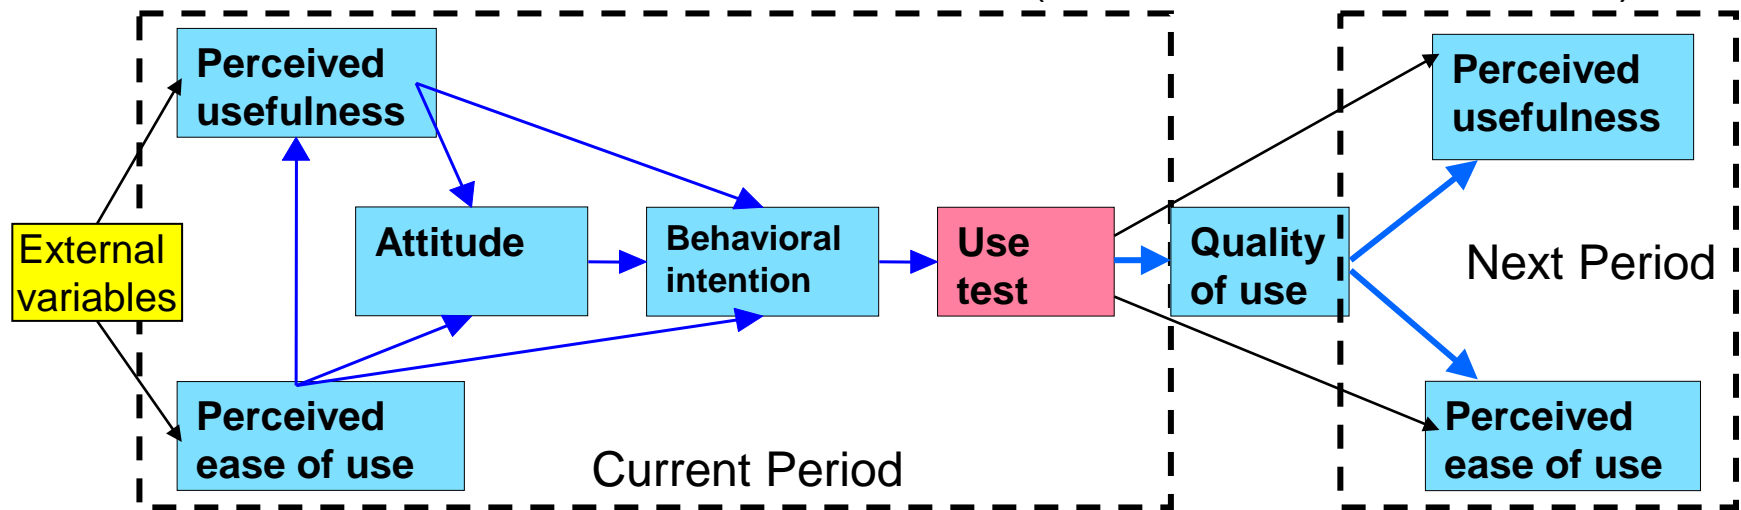 Perceived
usefulness
External
variables
Attitude
Behavioral
intention
Use
test
Quality
of use
Perceived
ease of use
Current Period
Perceived
usefulness
Next Period
Perceived
ease of use